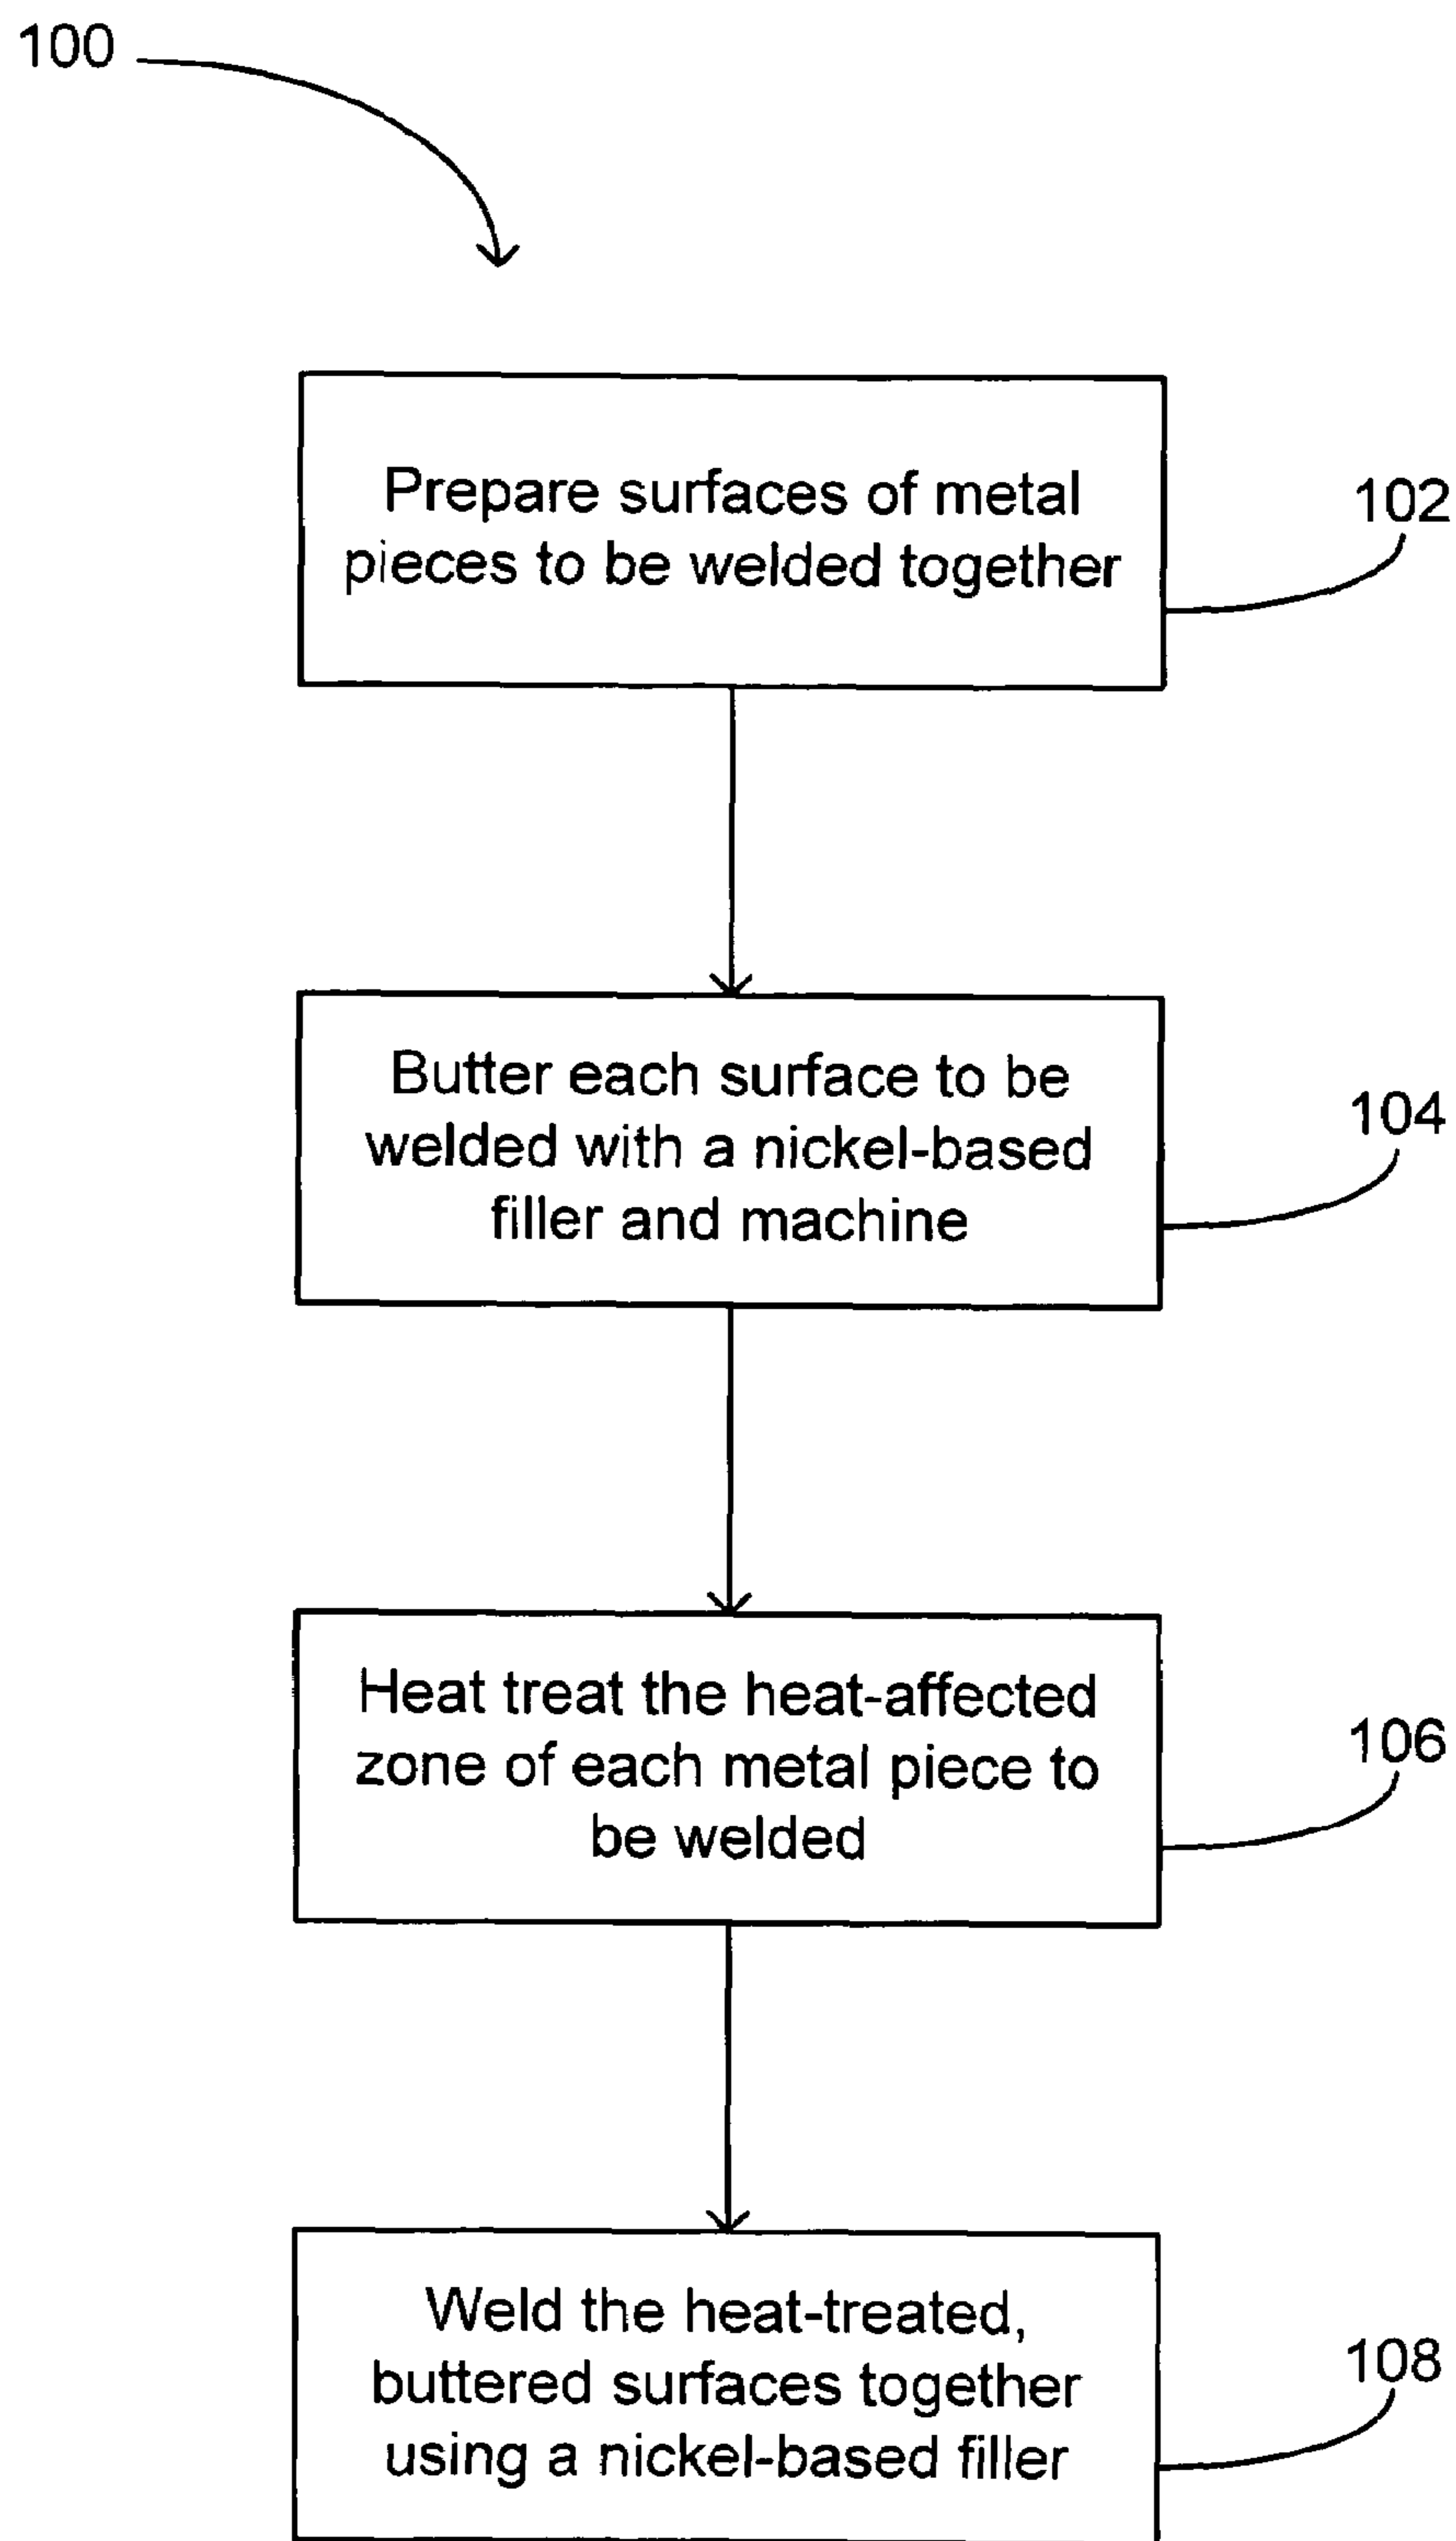 100
Prepare surfaces of metal
pieces to be welded together
102
Butter each surface to be
welded with a nickel-based
filler and machine
104
Heat treat the heat-affected
zone of each metal piece to
be welded
106
Weld the heat-treated,
buttered surfaces together
using a nickel-based filler
108